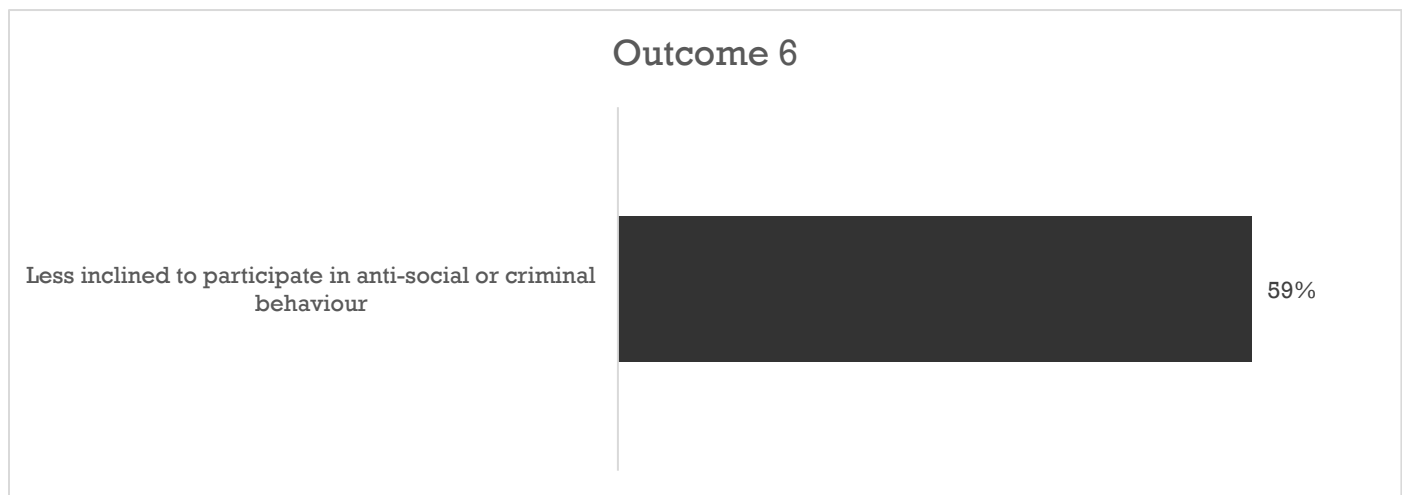 Outcome 6
Less inclined to participate in anti-social or criminal
behaviour
59%